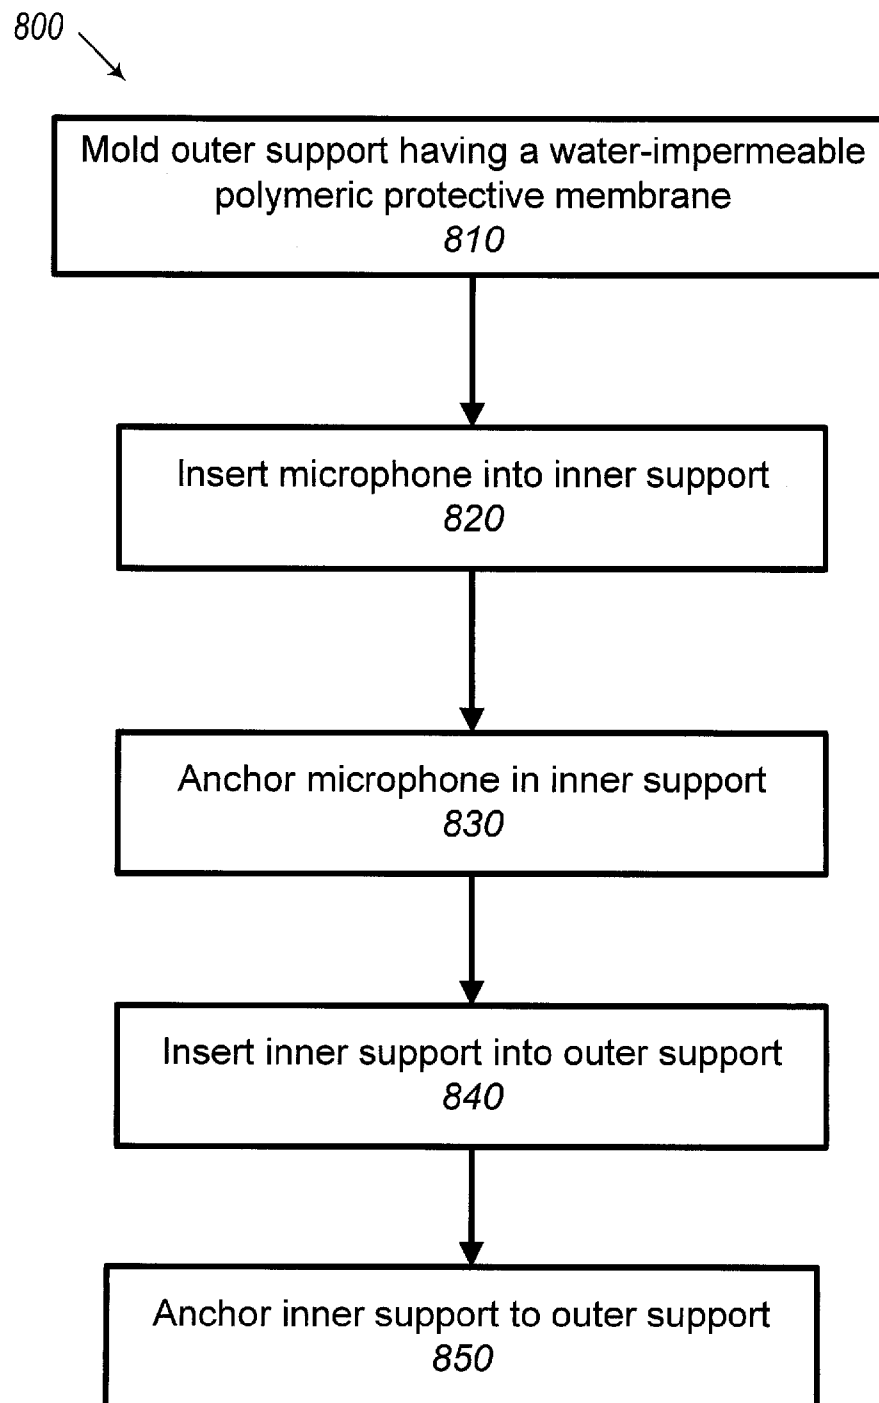 800
Mold outer support having a water-impermeable
polymeric protective membrane
810
Insert microphone into inner support
820
Anchor microphone in inner support
830
Insert inner support into outer support
840
Anchor inner support to outer support
850